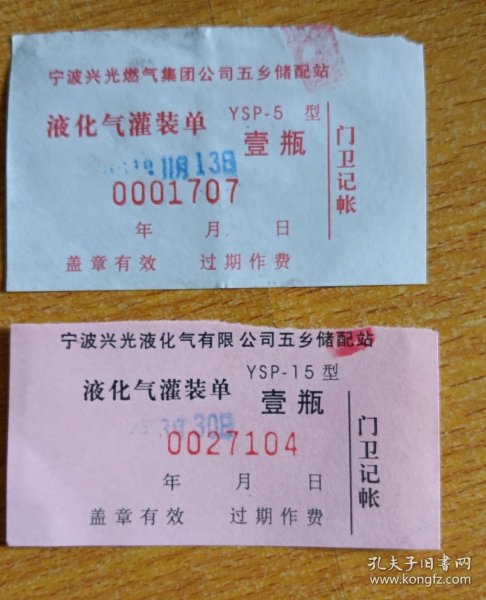 宁波兴光燃气集团公司五乡储配站
液化气灌装单 YSP-5 型
壹瓶
11月13日
0001707
年 月 日
盖章有效 过期作费
门卫记帐
宁波兴光液化气有限公司五乡储配站
液化气灌装单 YSP-15 型
壹瓶
3月30日
0027104
年 月 日
盖章有效 过期作费
门卫记帐
孔夫子旧书网
www.kongfz.com